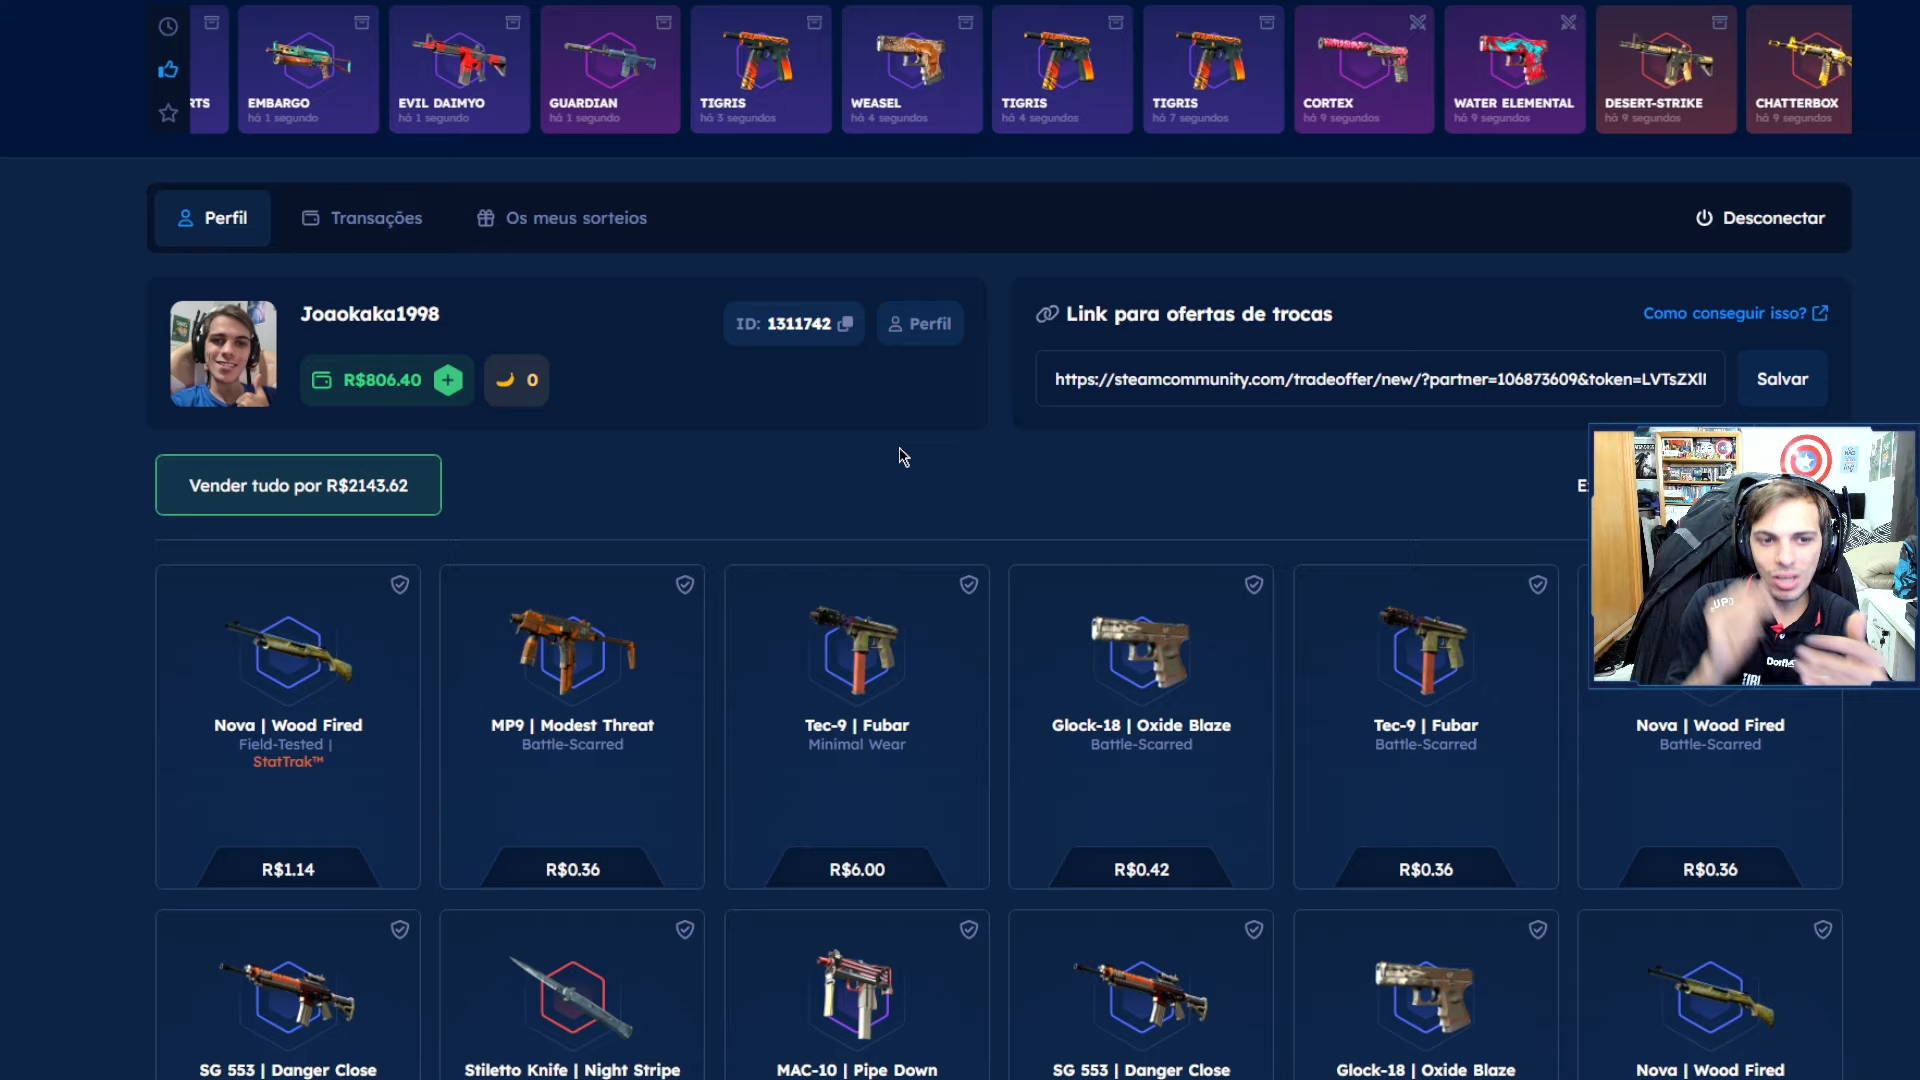 RTS
EMBARGO
há 1 segundo
EVIL DAIMYO
há 1 segundo
GUARDIAN
há 1 segundo
TIGRIS
há 3 segundos
WEASEL
há 4 segundos
TIGRIS
há 4 segundos
TIGRIS
há 7 segundos
CORTEX
há 9 segundos
WATER ELEMENTAL
há 9 segundos
DESERT-STRIKE
há 9 segundos
CHATTERBOX
há 9 segundos
Perfil
Transações
Os meus sorteios
Desconectar
Joaokaka1998
ID: 1311742
Perfil
R$806.40
0
Link para ofertas de trocas
Como conseguir isso?
https://steamcommunity.com/tradeoffer/new/?partner=106873609&token=LVTsZXlI
Salvar
Vender tudo por R$2143.62
Nova | Wood Fired
Field-Tested |
StatTrak™
R$1.14
MP9 | Modest Threat
Battle-Scarred
R$0.36
Tec-9 | Fubar
Minimal Wear
R$6.00
Glock-18 | Oxide Blaze
Battle-Scarred
R$0.42
Tec-9 | Fubar
Battle-Scarred
R$0.36
Nova | Wood Fired
Battle-Scarred
R$0.36
SG 553 | Danger Close
Stiletto Knife | Night Stripe
MAC-10 | Pipe Down
SG 553 | Danger Close
Glock-18 | Oxide Blaze
Nova | Wood Fired